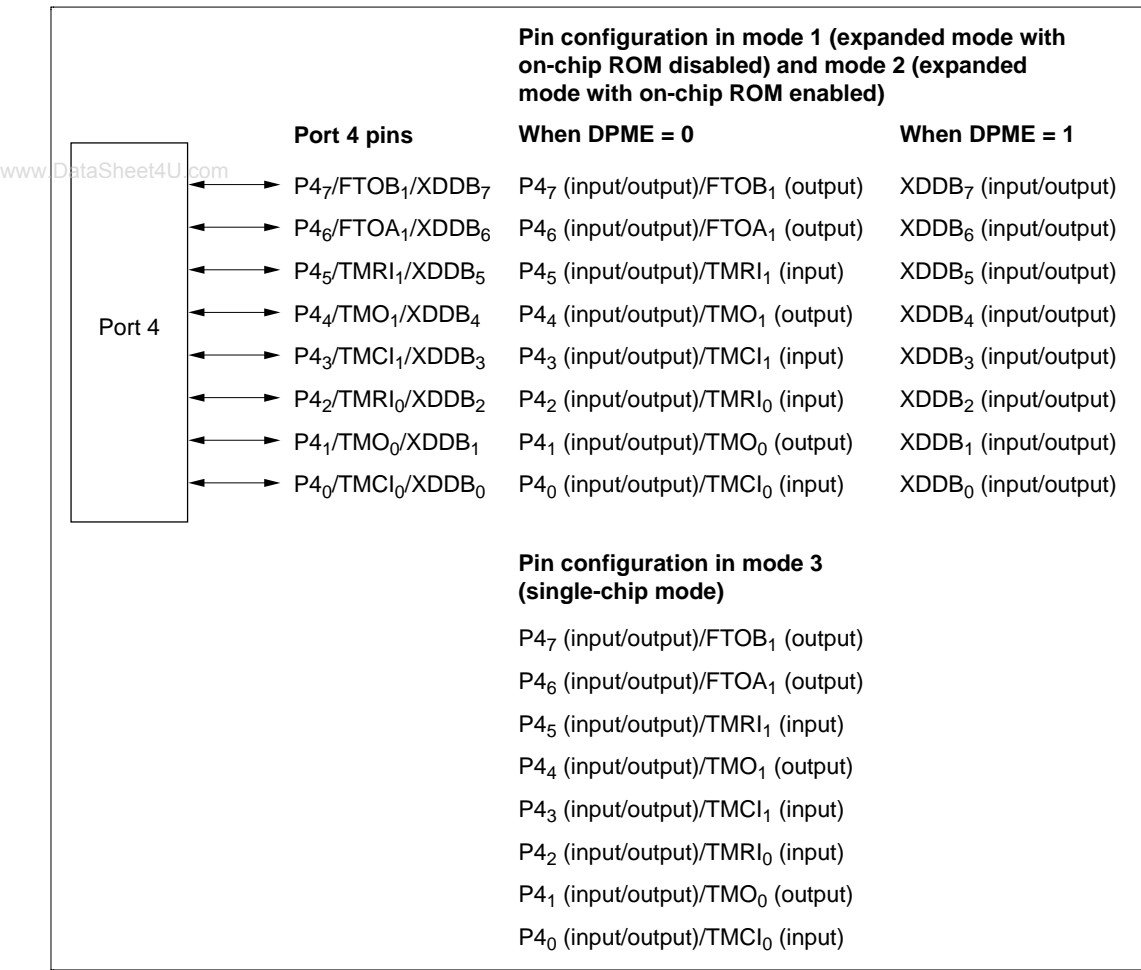 Pin configuration in mode 1 (expanded mode with
on-chip ROM disabled) and mode 2 (expanded
mode with on-chip ROM enabled)
Port 4 pins When DPME = 0 When DPME = 1
www.DataSheet4U.com
P4₇/FTOB₁/XDDB₇ P4₇ (input/output)/FTOB₁ (output) XDDB₇ (input/output)
P4₆/FTOA₁/XDDB₆ P4₆ (input/output)/FTOA₁ (output) XDDB₆ (input/output)
P4₅/TMRI₁/XDDB₅ P4₅ (input/output)/TMRI₁ (input) XDDB₅ (input/output)
Port 4
P4₄/TMO₁/XDDB₄ P4₄ (input/output)/TMO₁ (output) XDDB₄ (input/output)
P4₃/TMCI₁/XDDB₃ P4₃ (input/output)/TMCI₁ (input) XDDB₃ (input/output)
P4₂/TMRI₀/XDDB₂ P4₂ (input/output)/TMRI₀ (input) XDDB₂ (input/output)
P4₁/TMO₀/XDDB₁ P4₁ (input/output)/TMO₀ (output) XDDB₁ (input/output)
P4₀/TMCI₀/XDDB₀ P4₀ (input/output)/TMCI₀ (input) XDDB₀ (input/output)
Pin configuration in mode 3
(single-chip mode)
P4₇ (input/output)/FTOB₁ (output)
P4₆ (input/output)/FTOA₁ (output)
P4₅ (input/output)/TMRI₁ (input)
P4₄ (input/output)/TMO₁ (output)
P4₃ (input/output)/TMCI₁ (input)
P4₂ (input/output)/TMRI₀ (input)
P4₁ (input/output)/TMO₀ (output)
P4₀ (input/output)/TMCI₀ (input)